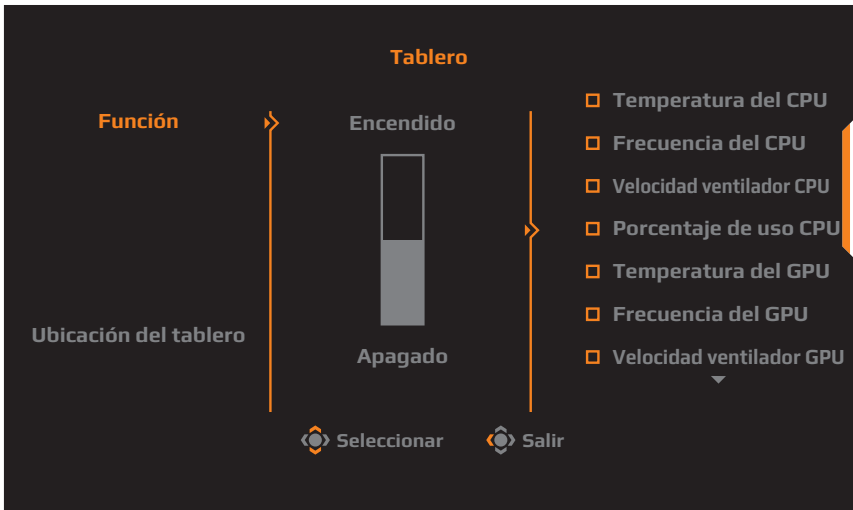 Tablero
Función
Ubicación del tablero
Encendido
Apagado
Temperatura del CPU
Frecuencia del CPU
Velocidad ventilador CPU
Porcentaje de uso CPU
Temperatura del GPU
Frecuencia del GPU
Velocidad ventilador GPU
Seleccionar
Salir